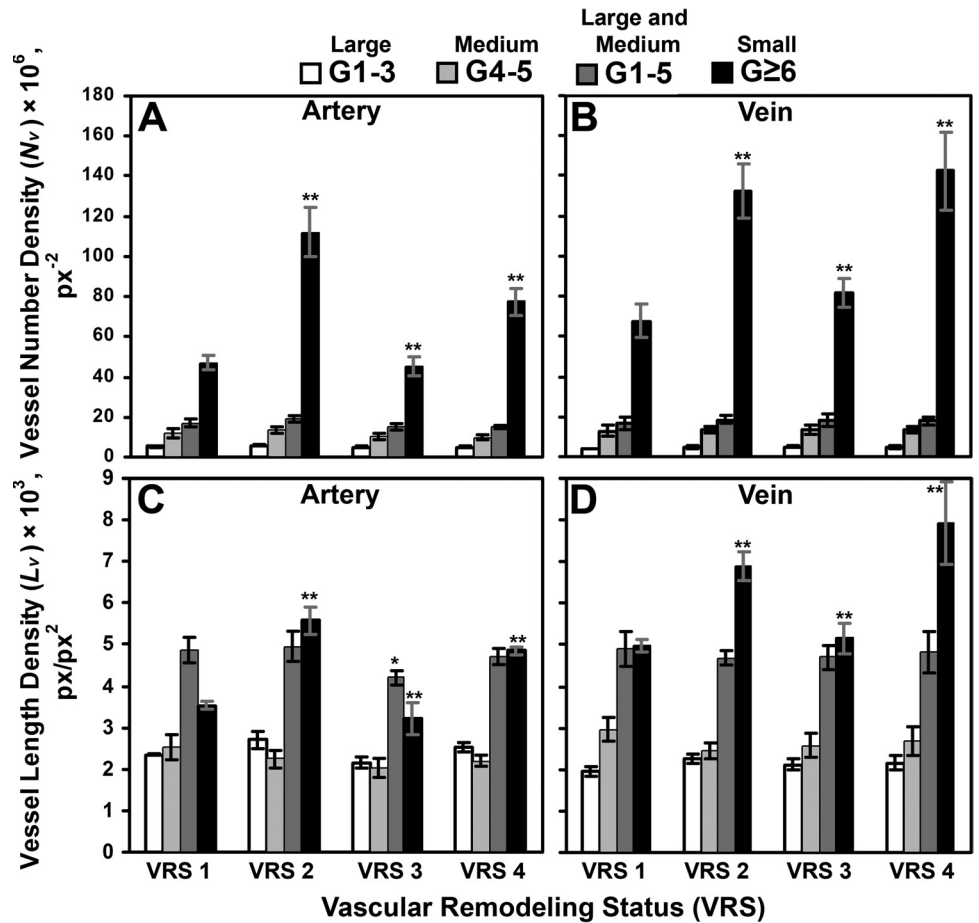 Large
Medium
Large and
Medium
Small
G1-3
G4-5
G1-5
G≥6
Vessel Number Density (Nv) × 10⁶,
px⁻²
180
160
140
120
100
80
60
40
20
0
A
Artery
**
**
**
B
Vein
**
**
**
Vessel Length Density (Lv) × 10³,
px/px²
9
8
7
6
5
4
3
2
1
0
C
Artery
**
*
**
**
D
Vein
**
**
**
VRS 1
VRS 2
VRS 3
VRS 4
VRS 1
VRS 2
VRS 3
VRS 4
Vascular Remodeling Status (VRS)